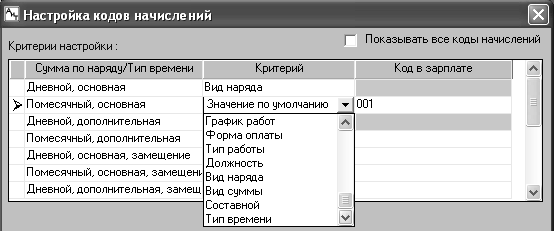 Настройка кодов начислений
Критерии настройки :
Показывать все коды начислений
Сумма по наряду/Тип времени Критерий Код в зарплате
Дневной, основная Вид наряда
Помесячный, основная Значение по умолчанию 001
Дневной, дополнительная
Помесячный, дополнительная
Дневной, основная, замещение
Помесячный, основная, замещение
Дневной, дополнительная, замещ
График работ
Форма оплаты
Тип работы
Должность
Вид наряда
Вид суммы
Составной
Тип времени